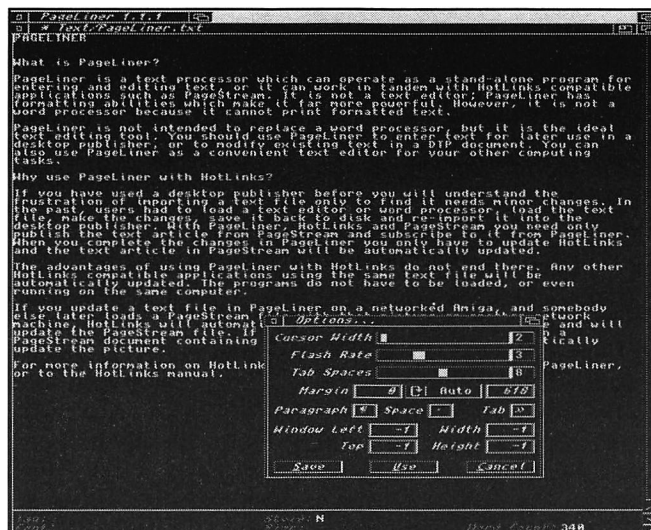 PageLiner 1.1.1
* Text/PageLiner.txt
PAGELINER
What is PageLiner?
PageLiner is a text processor which can operate as a stand-alone program for
entering and editing text, or it can work in tandem with HotLinks compatible
applications such as PageStream. It is not a text editor; PageLiner has
formatting abilities which make it far more powerful. However, it is not a
word processor because it cannot print formatted text.
PageLiner is not intended to replace a word processor, but it is the ideal
text editing tool. You should use PageLiner to enter text for later use in a
desktop publisher, or to modify existing text in a DTP document. You can
also use PageLiner as a convenient text editor for your other computing
tasks.
Why use PageLiner with HotLinks?
If you have used a desktop publisher before you will understand the
frustration of importing a text file only to find it needs minor changes. In
the past, users had to load a text editor or word processor, load the text
file, make the changes, save it back to disk and re-import it into the
desktop publisher. With PageLiner, HotLinks and PageStream you need only
publish the text article from PageStream and subscribe to it from PageLiner.
When you complete the changes in PageLiner you only have to update HotLinks
and the text article in PageStream will be automatically updated.
The advantages of using PageLiner with HotLinks do not end there. Any other
HotLinks compatible applications using the same text file will be
automatically updated. The programs do not have to be loaded, or even
running on the same computer.
If you update a text file in PageLiner on a networked Amiga, and somebody
else later loads a PageStream network
machine, HotLinks will automati and will
update the PageStream file. If a
PageStream document containing tically
update the picture.
For more information on HotLink PageLiner,
or to the HotLinks manual.
Options...
Cursor Width 2
Flash Rate 3
Tab Spaces 8
Margin 0 Auto 618
Paragraph ¶ Space · Tab »
Window Left -1 Width -1
Top -1 Height -1
Save Use Cancel
N
340